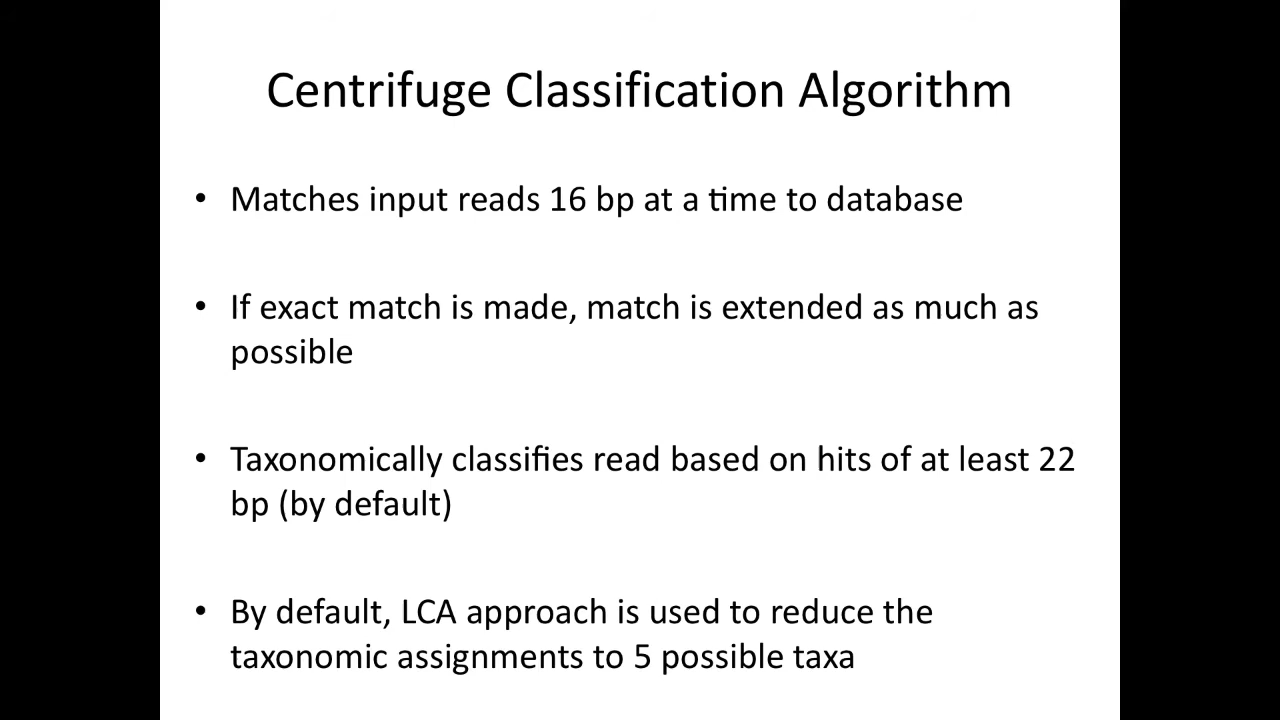 Centrifuge Classification Algorithm
• Matches input reads 16 bp at a time to database
• If exact match is made, match is extended as much as
possible
• Taxonomically classifies read based on hits of at least 22
bp (by default)
• By default, LCA approach is used to reduce the
taxonomic assignments to 5 possible taxa